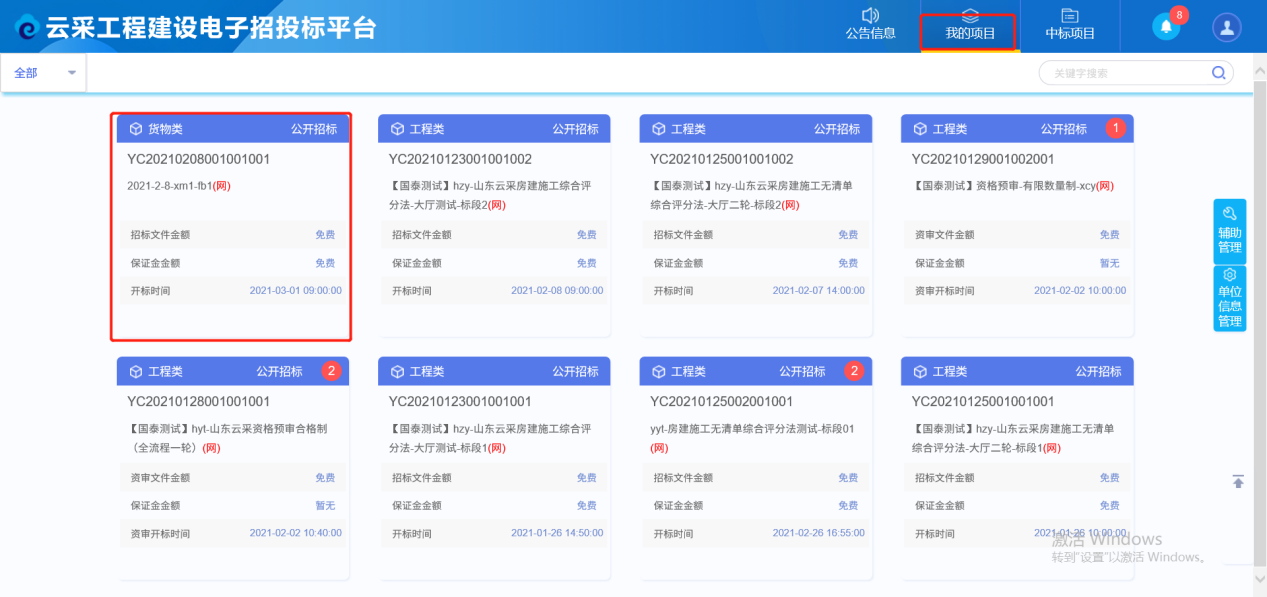 云采工程建设电子招投标平台
公告信息
我的项目
中标项目
8
全部
关键字搜索
货物类 公开招标
YC20210208001001001
2021-2-8-xm1-fb1(网)
招标文件金额 免费
保证金金额 免费
开标时间 2021-03-01 09:00:00
工程类 公开招标
YC20210123001001002
【国泰测试】hzy-山东云采房建施工综合评
分法-大厅测试-标段2(网)
招标文件金额 免费
保证金金额 免费
开标时间 2021-02-08 09:00:00
工程类 公开招标
YC20210125001001002
【国泰测试】hzy-山东云采房建施工无清单
综合评分法-大厅二轮-标段2(网)
招标文件金额 免费
保证金金额 免费
开标时间 2021-02-07 14:00:00
工程类 公开招标 1
YC20210129001002001
【国泰测试】资格预审-有限数量制-xcy(网)
资审文件金额 免费
保证金金额 暂无
资审开标时间 2021-02-02 10:00:00
辅助
管理
单位
信息
管理
工程类 公开招标 2
YC20210128001001001
【国泰测试】hyt-山东云采资格预审合格制
（全流程一轮）(网)
资审文件金额 免费
保证金金额 暂无
资审开标时间 2021-02-02 10:40:00
工程类 公开招标
YC20210123001001001
【国泰测试】hzy-山东云采房建施工综合评
分法-大厅测试-标段1(网)
招标文件金额 免费
保证金金额 免费
开标时间 2021-01-26 14:50:00
工程类 公开招标 2
YC20210125002001001
yyt-房建施工无清单综合评分法测试-标段01
(网)
招标文件金额 免费
保证金金额 免费
开标时间 2021-02-26 16:55:00
工程类 公开招标
YC20210125001001001
【国泰测试】hzy-山东云采房建施工无清单
综合评分法-大厅二轮-标段1(网)
招标文件金额 免费
保证金金额 免费
开标时间 2021-01-26 10:00:00
激活 Windows
转到"设置"以激活 Windows。